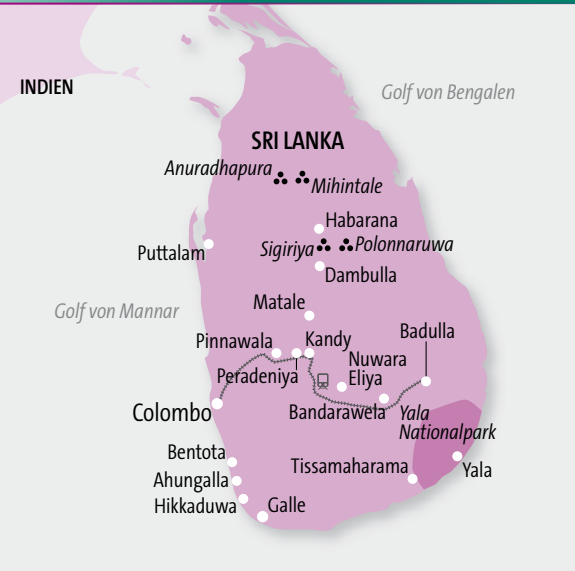 INDIEN
Golf von Bengalen
SRI LANKA
Anuradhapura
Mihintale
Habarana
Puttalam
Sigiriya
Polonnaruwa
Dambulla
Matale
Golf von Mannar
Badulla
Pinnawala
Kandy
Nuwara
Eliya
Peradeniya
Colombo
Bandarawela
Yala
Nationalpark
Bentota
Tissamaharama
Yala
Ahungalla
Hikkaduwa
Galle